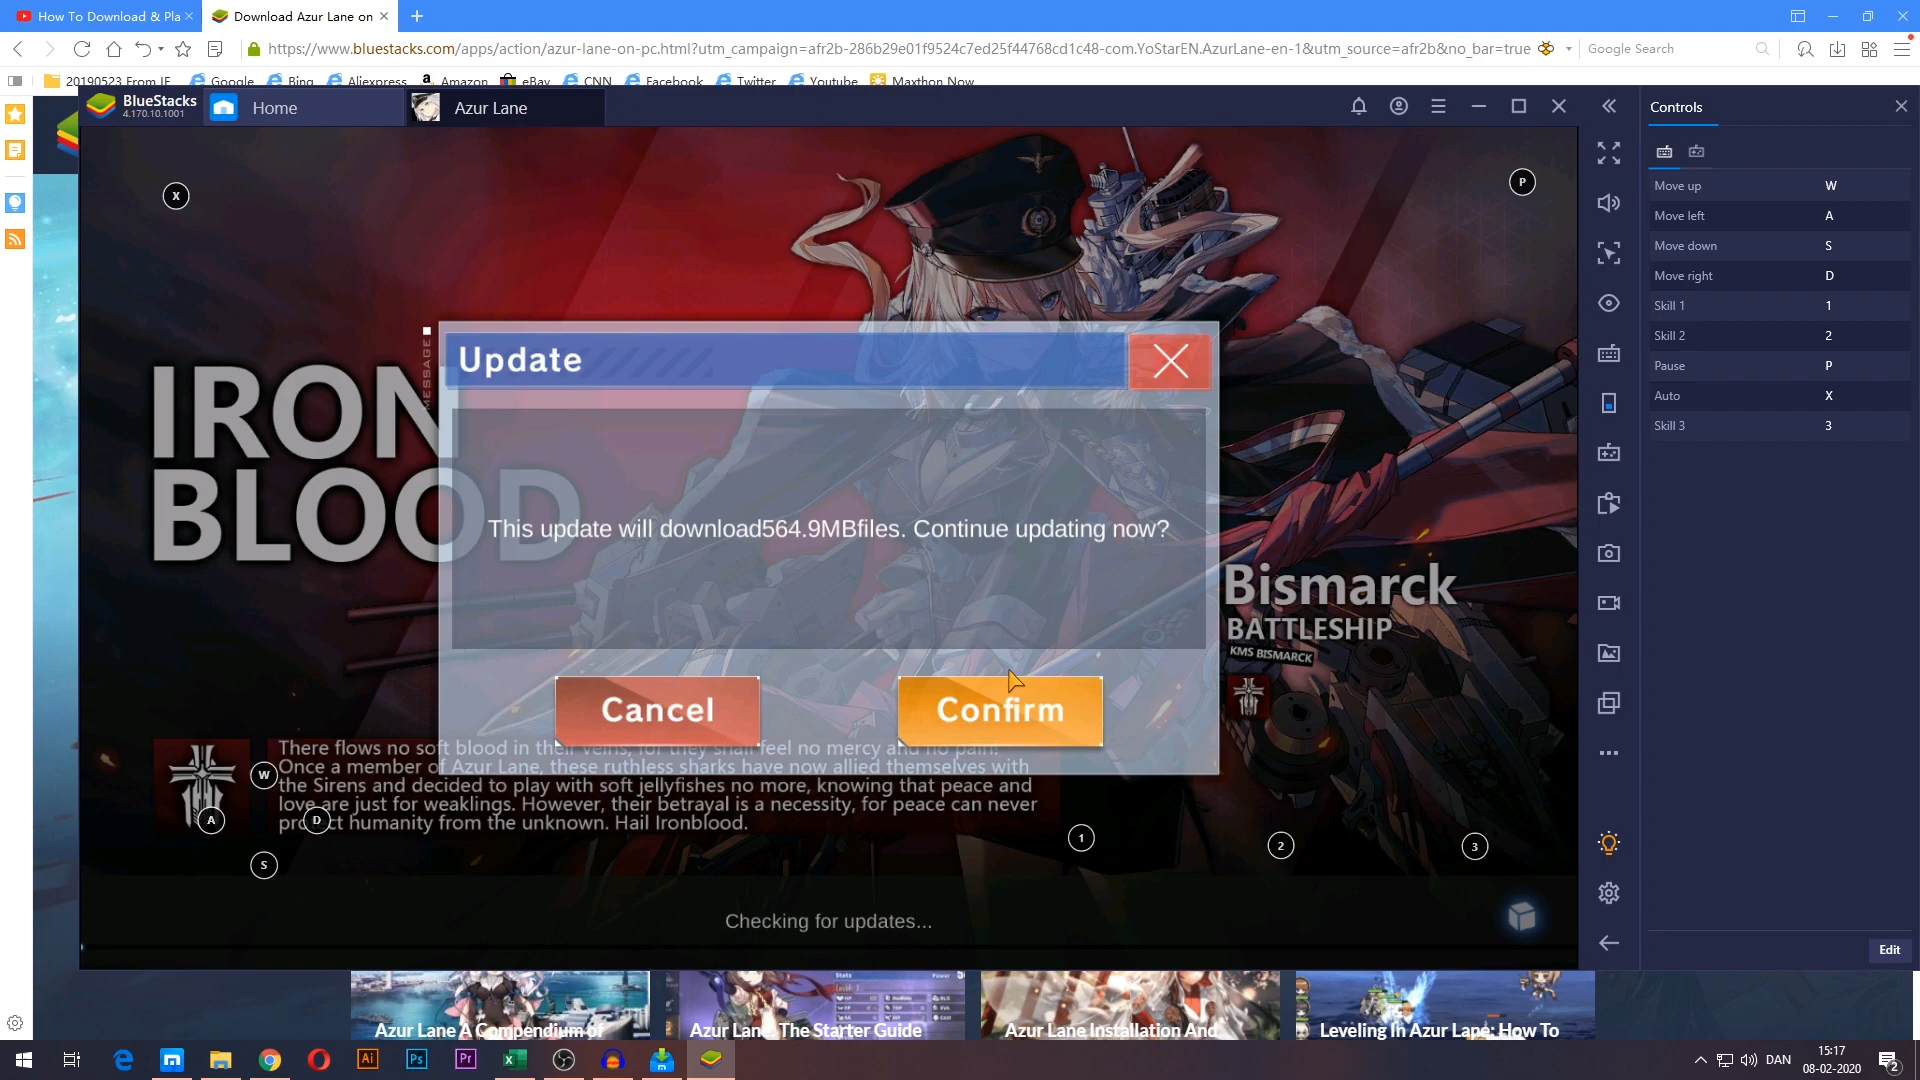 How To Download & Pla
Download Azur Lane on
https://www.bluestacks.com/apps/action/azur-lane-on-pc.html?utm_campaign=afr2b-286b29e01f9524c7ed25f44768cd1c48-com.YoStarEN.AzurLane-en-1&utm_source=afr2b&no_bar=true
Google Search
20190523 From IE
Google
Bing
Aliexpress
Amazon
eBay
CNN
Facebook
Twitter
Youtube
Maxthon Now
BlueStacks
4.170.10.1001
Home
Azur Lane
Controls
X
P
Move up W
Move left A
Move down S
Move right D
Skill 1 1
Skill 2 2
Pause P
Auto X
Skill 3 3
MESSAGE
Update
IRON
BLOOD
This update will download564.9MBfiles. Continue updating now?
Bismarck
BATTLESHIP
KMS BISMARCK
Cancel
Confirm
There flows no soft blood in their veins, for they shall feel no mercy and no pain!
Once a member of Azur Lane, these ruthless sharks have now allied themselves with
the Sirens and decided to play with soft jellyfishes no more, knowing that peace and
love are just for weaklings. However, their betrayal is a necessity, for peace can never
protect humanity from the unknown. Hail Ironblood.
W
A
D
S
1
2
3
Checking for updates...
Edit
Azur Lane A Compendium of
Azur Lane: The Starter Guide
Azur Lane Installation And
Leveling In Azur Lane: How To
Ai
Ps
Pr
DAN
15:17
08-02-2020
2